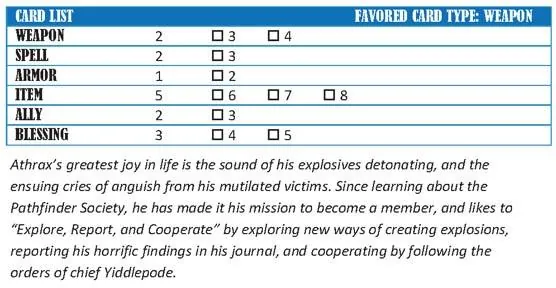 CARD LIST FAVORED CARD TYPE: WEAPON
WEAPON 2 □ 3 □ 4
SPELL 2 □ 3
ARMOR 1 □ 2
ITEM 5 □ 6 □ 7 □ 8
ALLY 2 □ 3
BLESSING 3 □ 4 □ 5
Athrax’s greatest joy in life is the sound of his explosives detonating, and the
ensuing cries of anguish from his mutilated victims. Since learning about the
Pathfinder Society, he has made it his mission to become a member, and likes to
“Explore, Report, and Cooperate” by exploring new ways of creating explosions,
reporting his horrific findings in his journal, and cooperating by following the
orders of chief Yiddlepode.